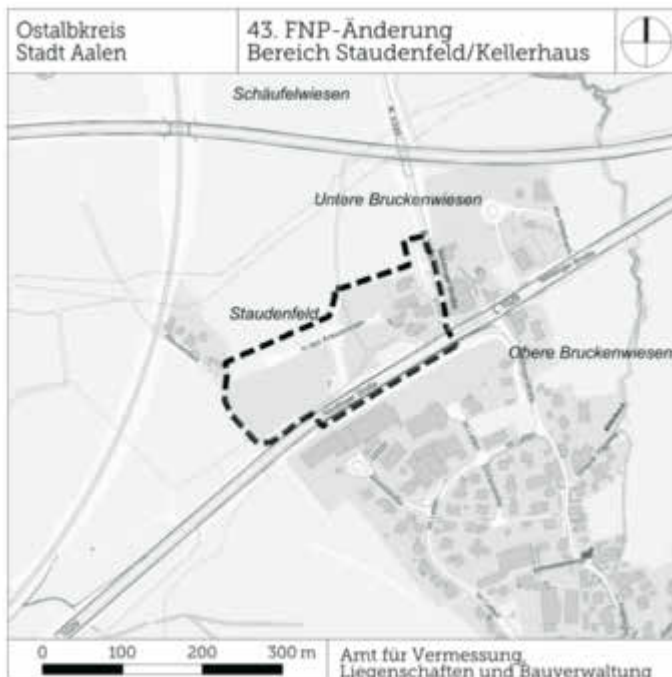 Ostalbkreis
Stadt Aalen
43. FNP-Änderung
Bereich Staudenfeld/Kellerhaus
Schäufelwiesen
Untere Bruckenwiesen
Staudenfeld
Obere Bruckenwiesen
0 100 200 300 m
Amt für Vermessung,
Liegenschaften und Bauverwaltung